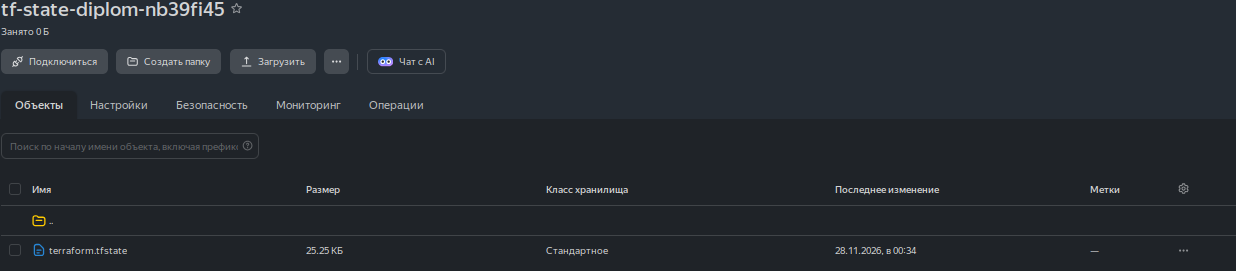 tf-state-diplom-nb39fi45
Занято 0 Б
Подключиться Создать папку Загрузить ... Чат с AI
Объекты Настройки Безопасность Мониторинг Операции
Поиск по началу имени объекта, включая префикс
Имя Размер Класс хранилища Последнее изменение Метки
..
terraform.tfstate 25.25 КБ Стандартное 28.11.2026, в 00:34 — ...